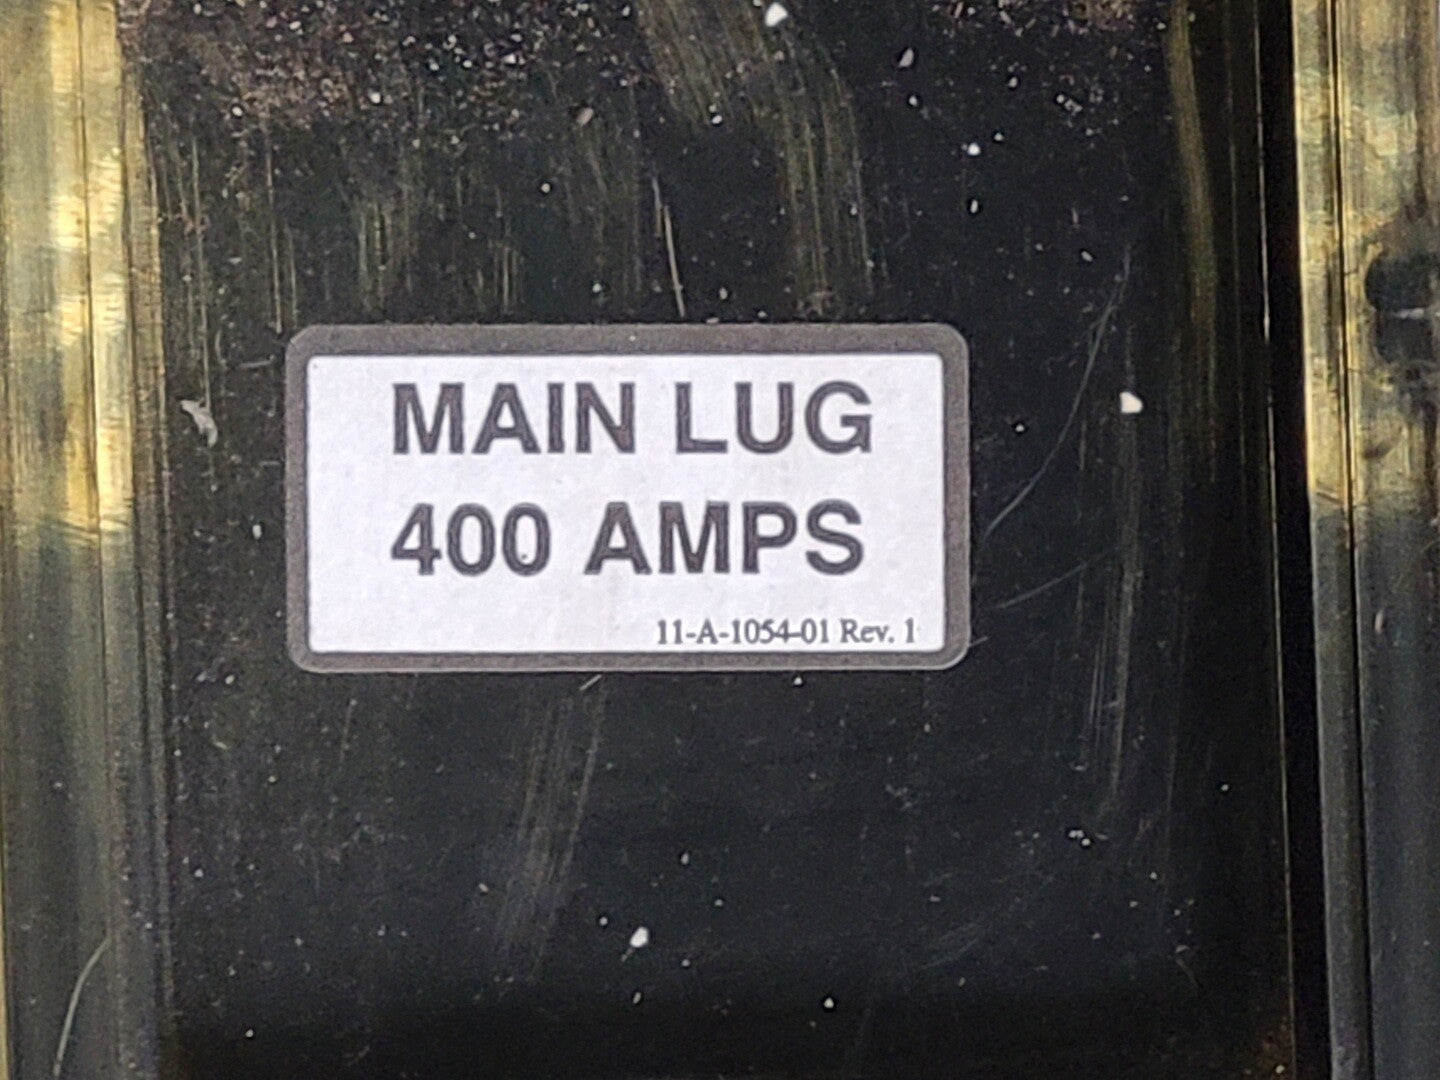 MAIN LUG
400 AMPS
11-A-1054-01 Rev. 1